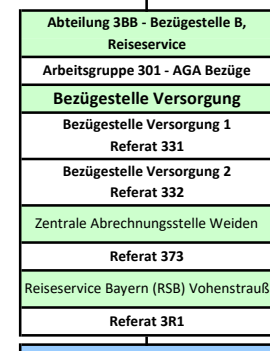 Abteilung 3BB - Bezügestelle B,
Reiseservice
Arbeitsgruppe 301 - AGA Bezüge
Bezügestelle Versorgung
Bezügestelle Versorgung 1
Referat 331
Bezügestelle Versorgung 2
Referat 332
Zentrale Abrechnungsstelle Weiden
Referat 373
Reiseservice Bayern (RSB) Vohenstrauß
Referat 3R1